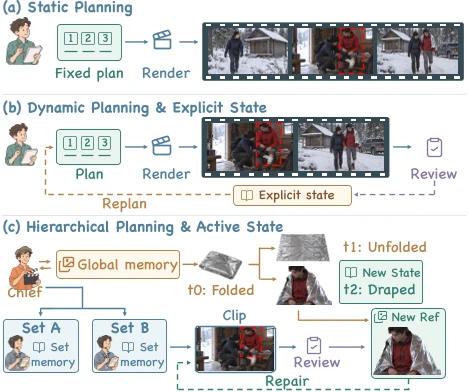 (a) Static Planning
1 2 3
Fixed plan
Render
(b) Dynamic Planning & Explicit State
1 2 3
Plan
Render
Review
Explicit state
Replan
(c) Hierarchical Planning & Active State
Chief
Global memory
t0: Folded
t1: Unfolded
New State
t2: Draped
Set A
Set memory
Set B
Set memory
Clip
Review
New Ref
Repair